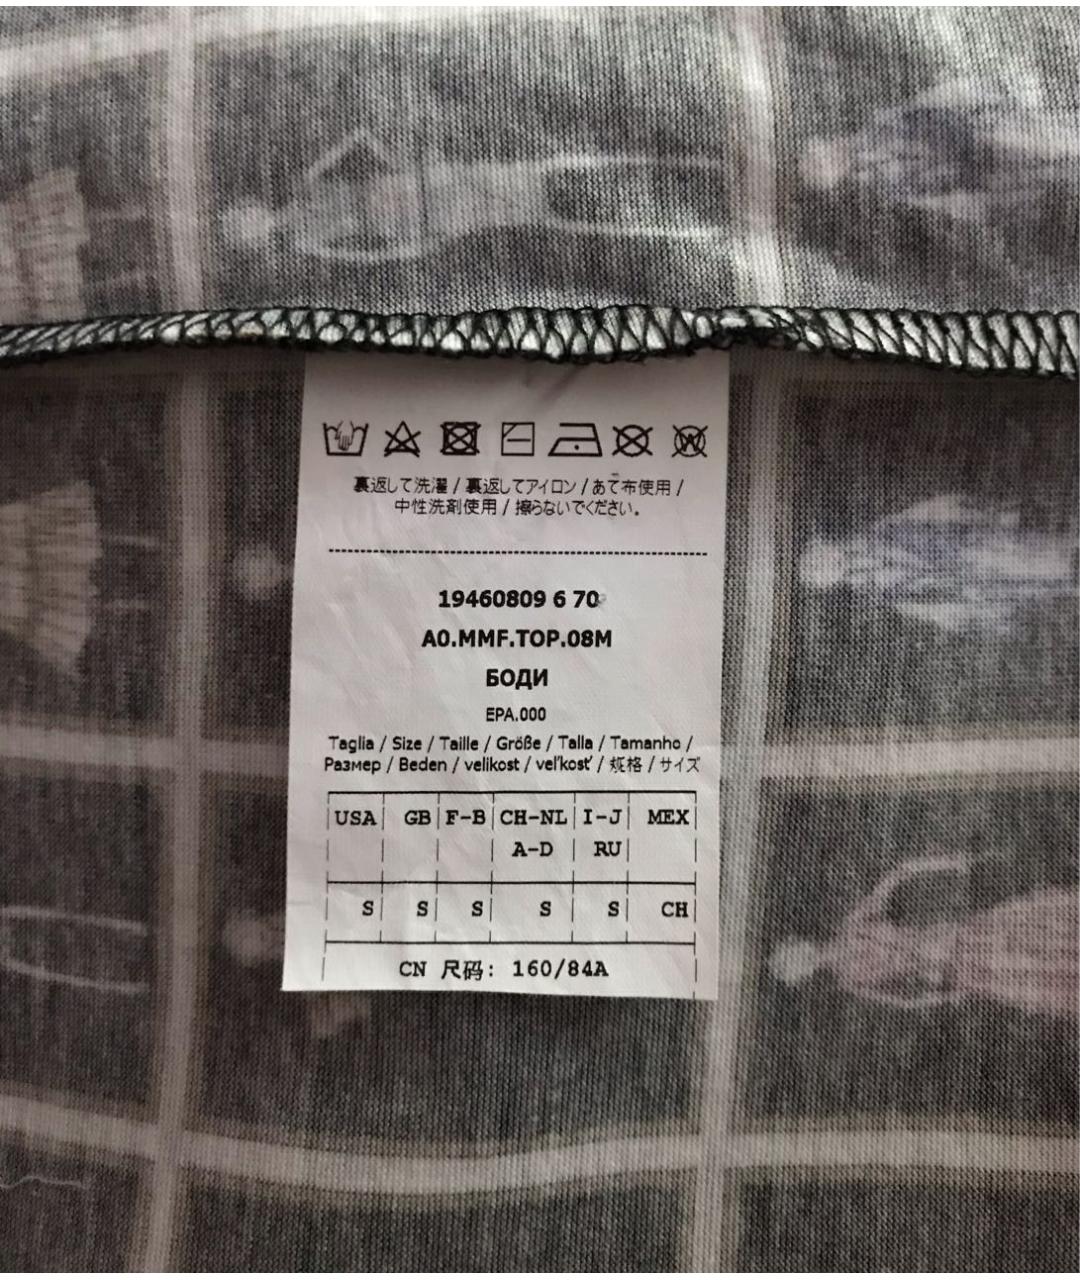 裏返して洗濯 / 裏返してアイロン / あて布使用 /
中性洗剤使用 / 擦らないでください。
19460809 6 70
A0.MMF.TOP.08M
БОДИ
EPA.000
Taglia / Size / Taille / Größe / Talla / Tamanho /
Размер / Beden / velikost / veľkosť / 规格 / サイズ
USA GB F-B CH-NL I-J MEX
A-D RU
S S S S S CH
CN 尺码: 160/84A